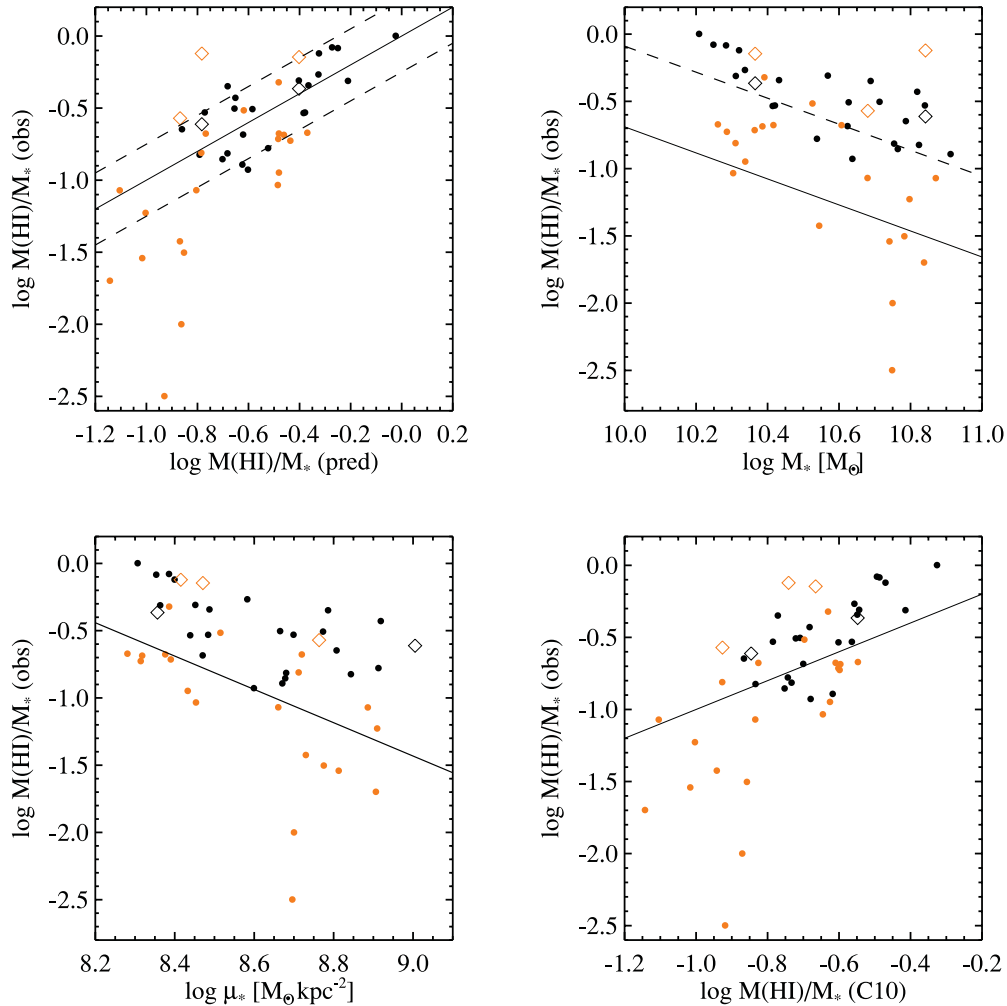 0.0
-0.5
-1.0
-1.5
-2.0
-2.5
log M(HI)/M* (obs)
-1.2 -1.0 -0.8 -0.6 -0.4 -0.2 -0.0 0.2
log M(HI)/M* (pred)
0.0
-0.5
-1.0
-1.5
-2.0
-2.5
log M(HI)/M* (obs)
10.0 10.2 10.4 10.6 10.8 11.0
log M* [M☉]
0.0
-0.5
-1.0
-1.5
-2.0
-2.5
log M(HI)/M* (obs)
8.2 8.4 8.6 8.8 9.0
log μ* [M☉kpc⁻²]
0.0
-0.5
-1.0
-1.5
-2.0
-2.5
log M(HI)/M* (obs)
-1.2 -1.0 -0.8 -0.6 -0.4 -0.2
log M(HI)/M* (C10)